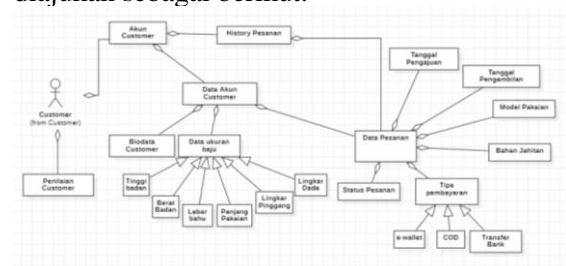 diajukan sebagai berikut:
Akun
Customer
History Pesanan
Tanggal
Pengajuan
Tanggal
Pengambilan
Customer
(from Customer)
Data Akun
Customer
Model Pakaian
Biodata
Customer
Data ukuran
baju
Data Pesanan
Bahan Jahitan
Penilaian
Customer
Tinggi
badan
Berat
Badan
Lebar
bahu
Panjang
Pakaian
Lingkar
Pinggang
Lingkar
Dada
Status Pesanan
Tipe
pembayaran
e-wallet
COD
Transfer
Bank